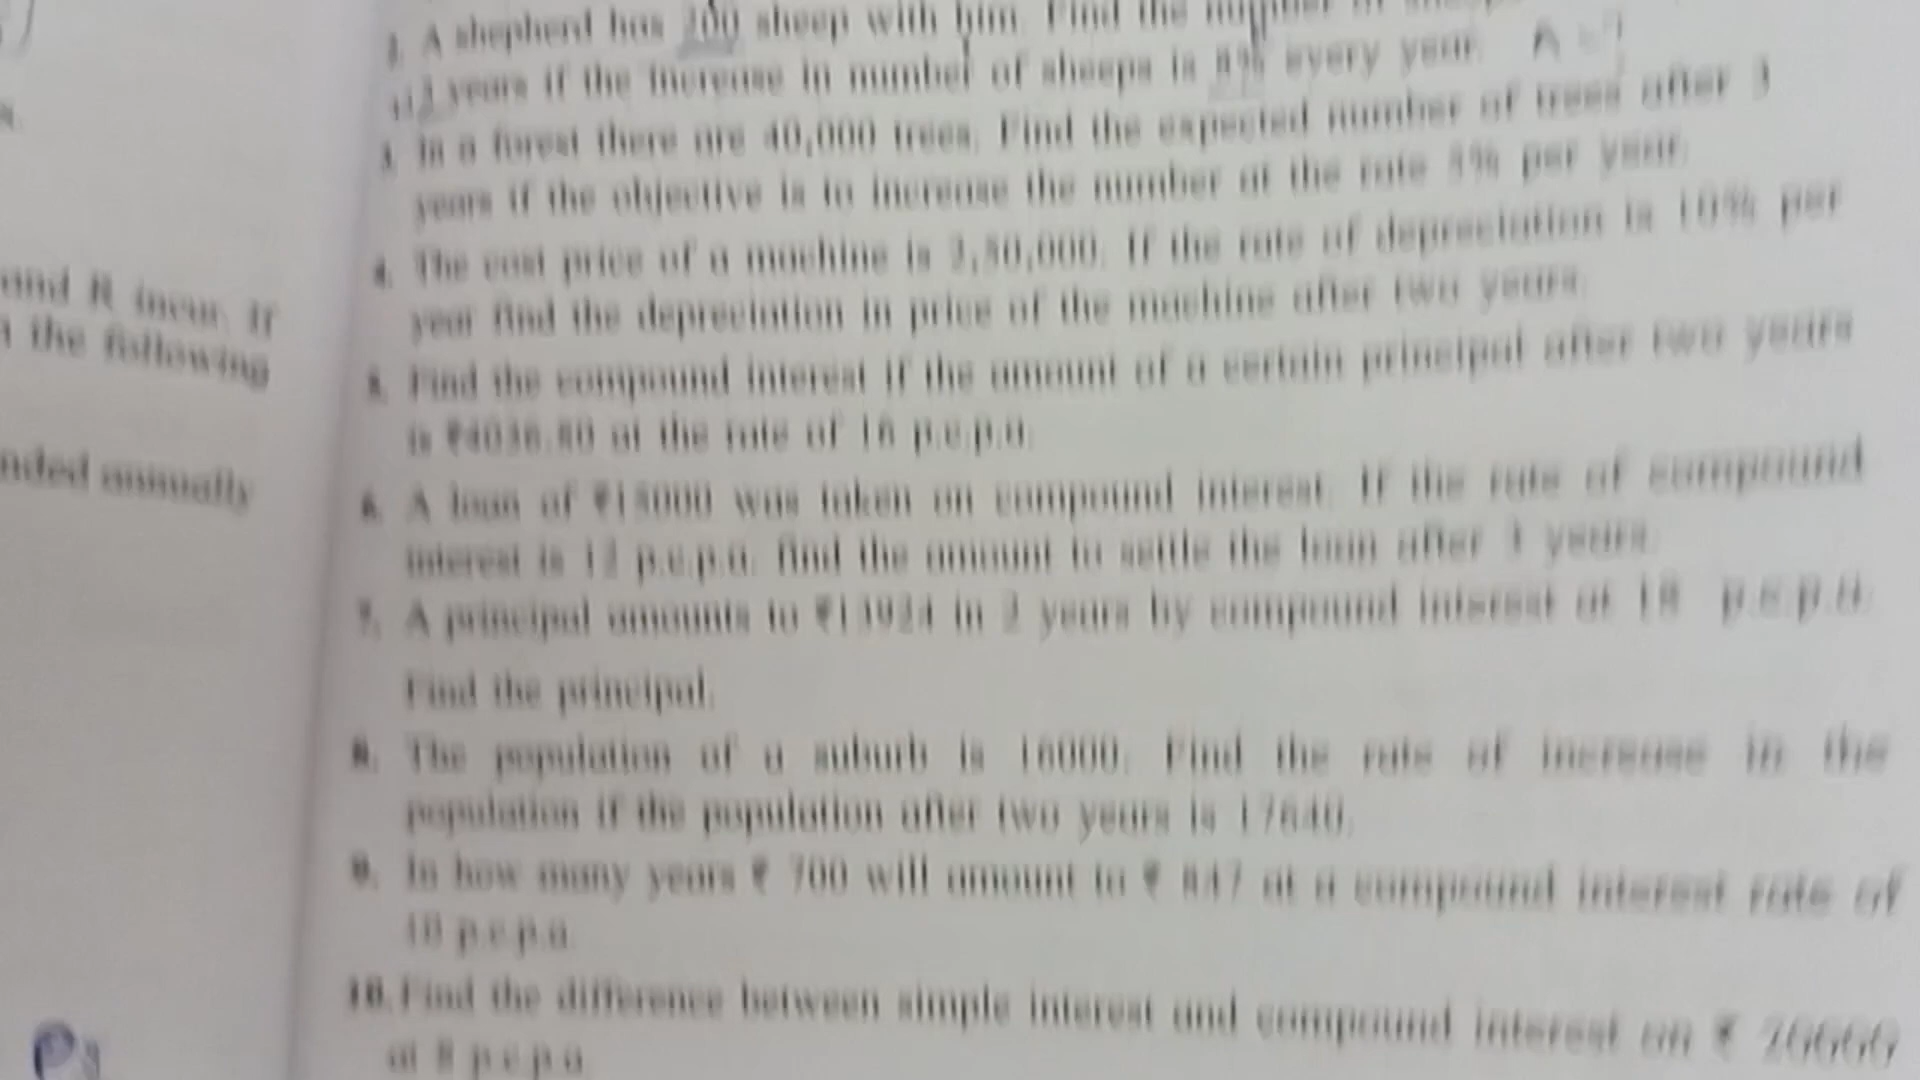 and R incur. If
the following
nded annually
2. A shepherd has 200 sheep with him. Find the number of
years if the increase in number of sheeps is 8% every year.
3. In a forest there are 40,000 trees. Find the expected number of trees after 3
years if the objective is to increase the number at the rate 5% per year.
4. The cost price of a machine is 2,50,000. If the rate of depreciation is 10% per
year find the depreciation in price of the machine after two years.
5. Find the compound interest if the amount of a certain principal after two years
is ₹4036.80 at the rate of 16 p.c.p.a.
6. A loan of ₹15000 was taken on compound interest. If the rate of compound
interest is 12 p.c.p.a. find the amount to settle the loan after 3 years.
7. A principal amounts to ₹13924 in 2 years by compound interest at 18 p.c.p.a.
Find the principal.
8. The population of a suburb is 16000. Find the rate of increase in the
population if the population after two years is 17640.
9. In how many years ₹ 700 will amount to ₹ 847 at a compound interest rate of
10 p.c.p.a.
10. Find the difference between simple interest and compound interest on ₹
at 8 p.c.p.a.